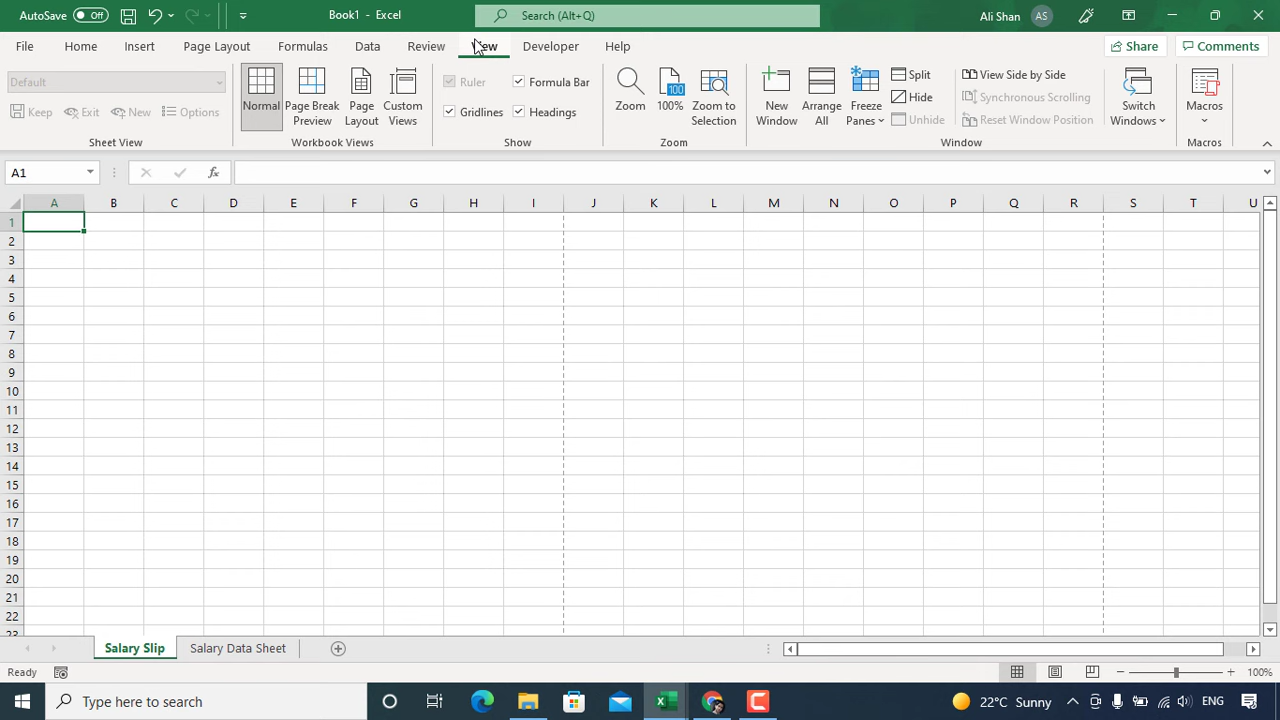 AutoSave Off Book1 - Excel Search (Alt+Q) Ali Shan AS
File Home Insert Page Layout Formulas Data Review View Developer Help Share Comments
Default Ruler Formula Bar Split View Side by Side
Keep Exit New Options Normal Page Break Preview Page Layout Custom Views Gridlines Headings Zoom 100 100% Zoom to Selection New Window Arrange All Freeze Panes Hide Synchronous Scrolling Switch Windows Macros
Unhide Reset Window Position
Sheet View Workbook Views Show Zoom Window Macros
A1 fx
A B C D E F G H I J K L M N O P Q R S T U
1
2
3
4
5
6
7
8
9
10
11
12
13
14
15
16
17
18
19
20
21
22
23
Salary Slip Salary Data Sheet
Ready 100%
Type here to search 22°C Sunny ENG